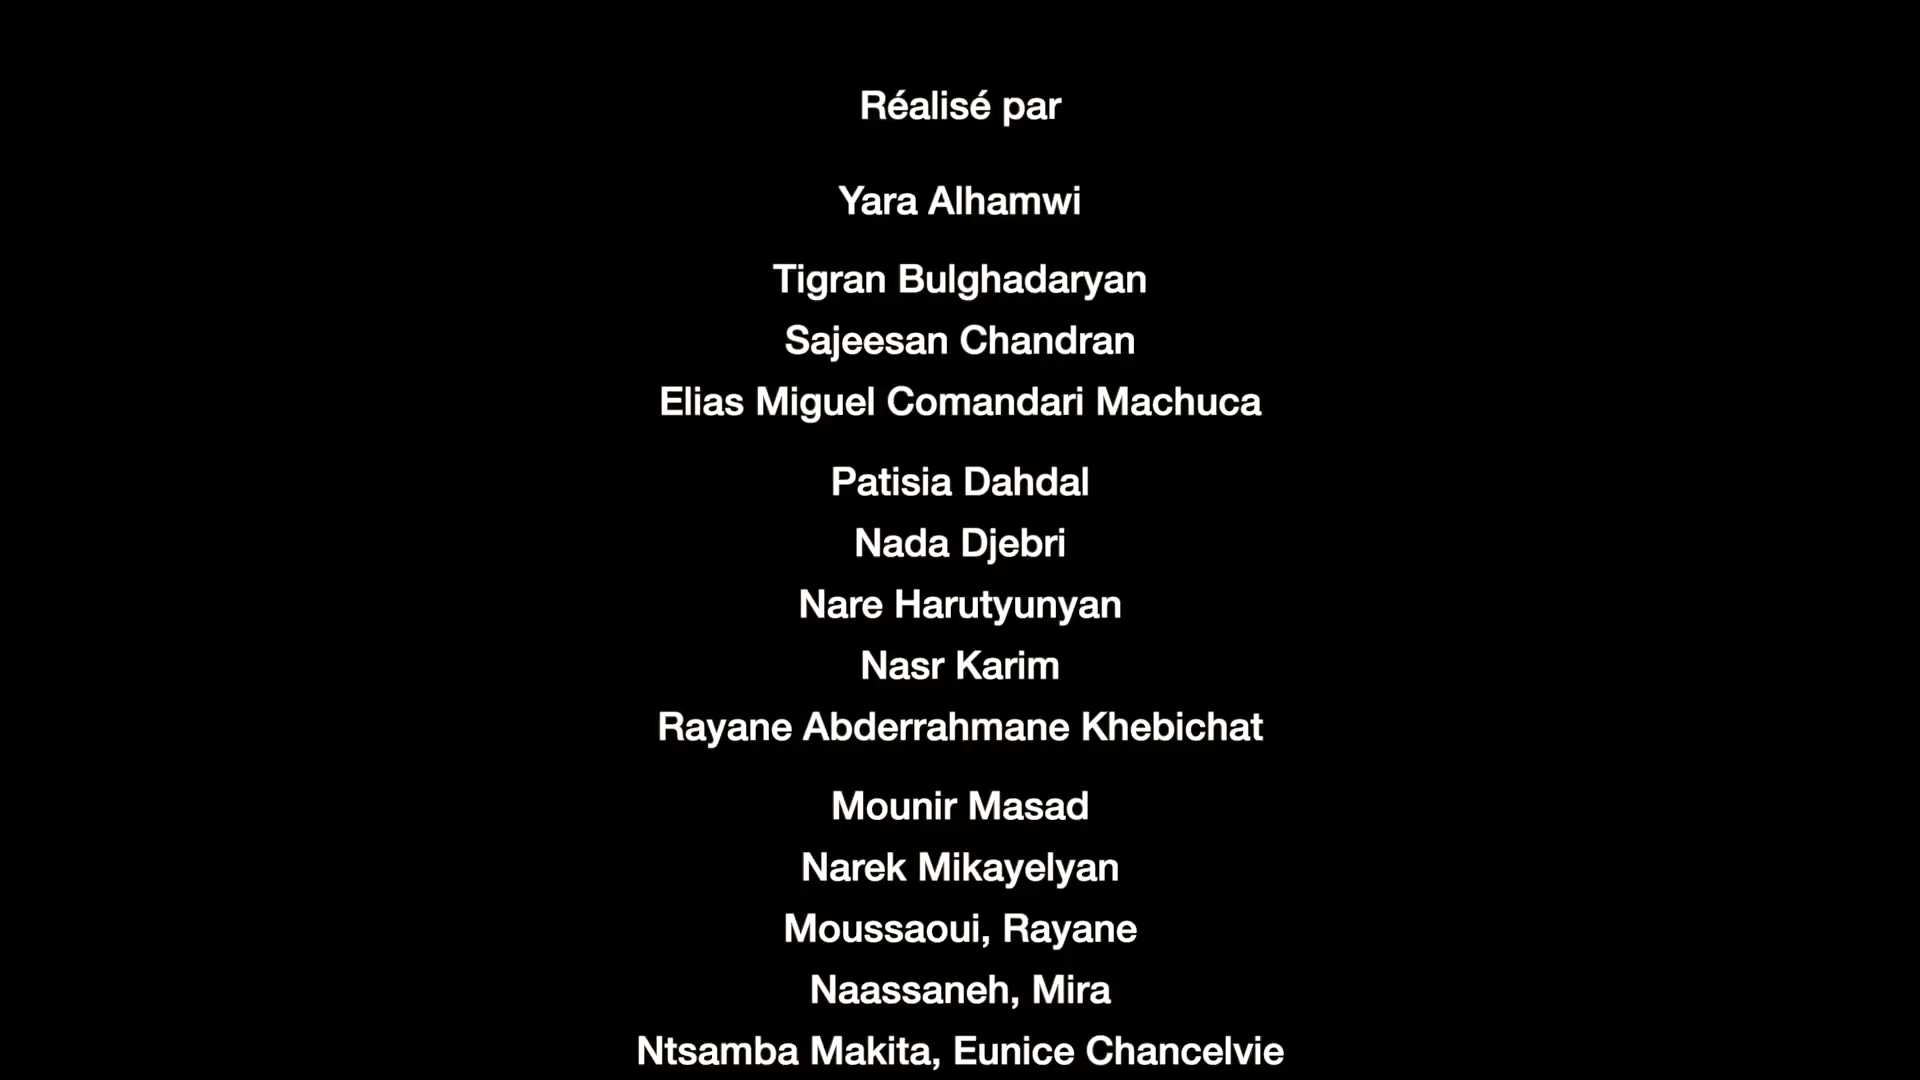 Réalisé par
Yara Alhamwi
Tigran Bulghadaryan
Sajeesan Chandran
Elias Miguel Comandari Machuca
Patisia Dahdal
Nada Djebri
Nare Harutyunyan
Nasr Karim
Rayane Abderrahmane Khebichat
Mounir Masad
Narek Mikayelyan
Moussaoui, Rayane
Naassaneh, Mira
Ntsamba Makita, Eunice Chancelvie